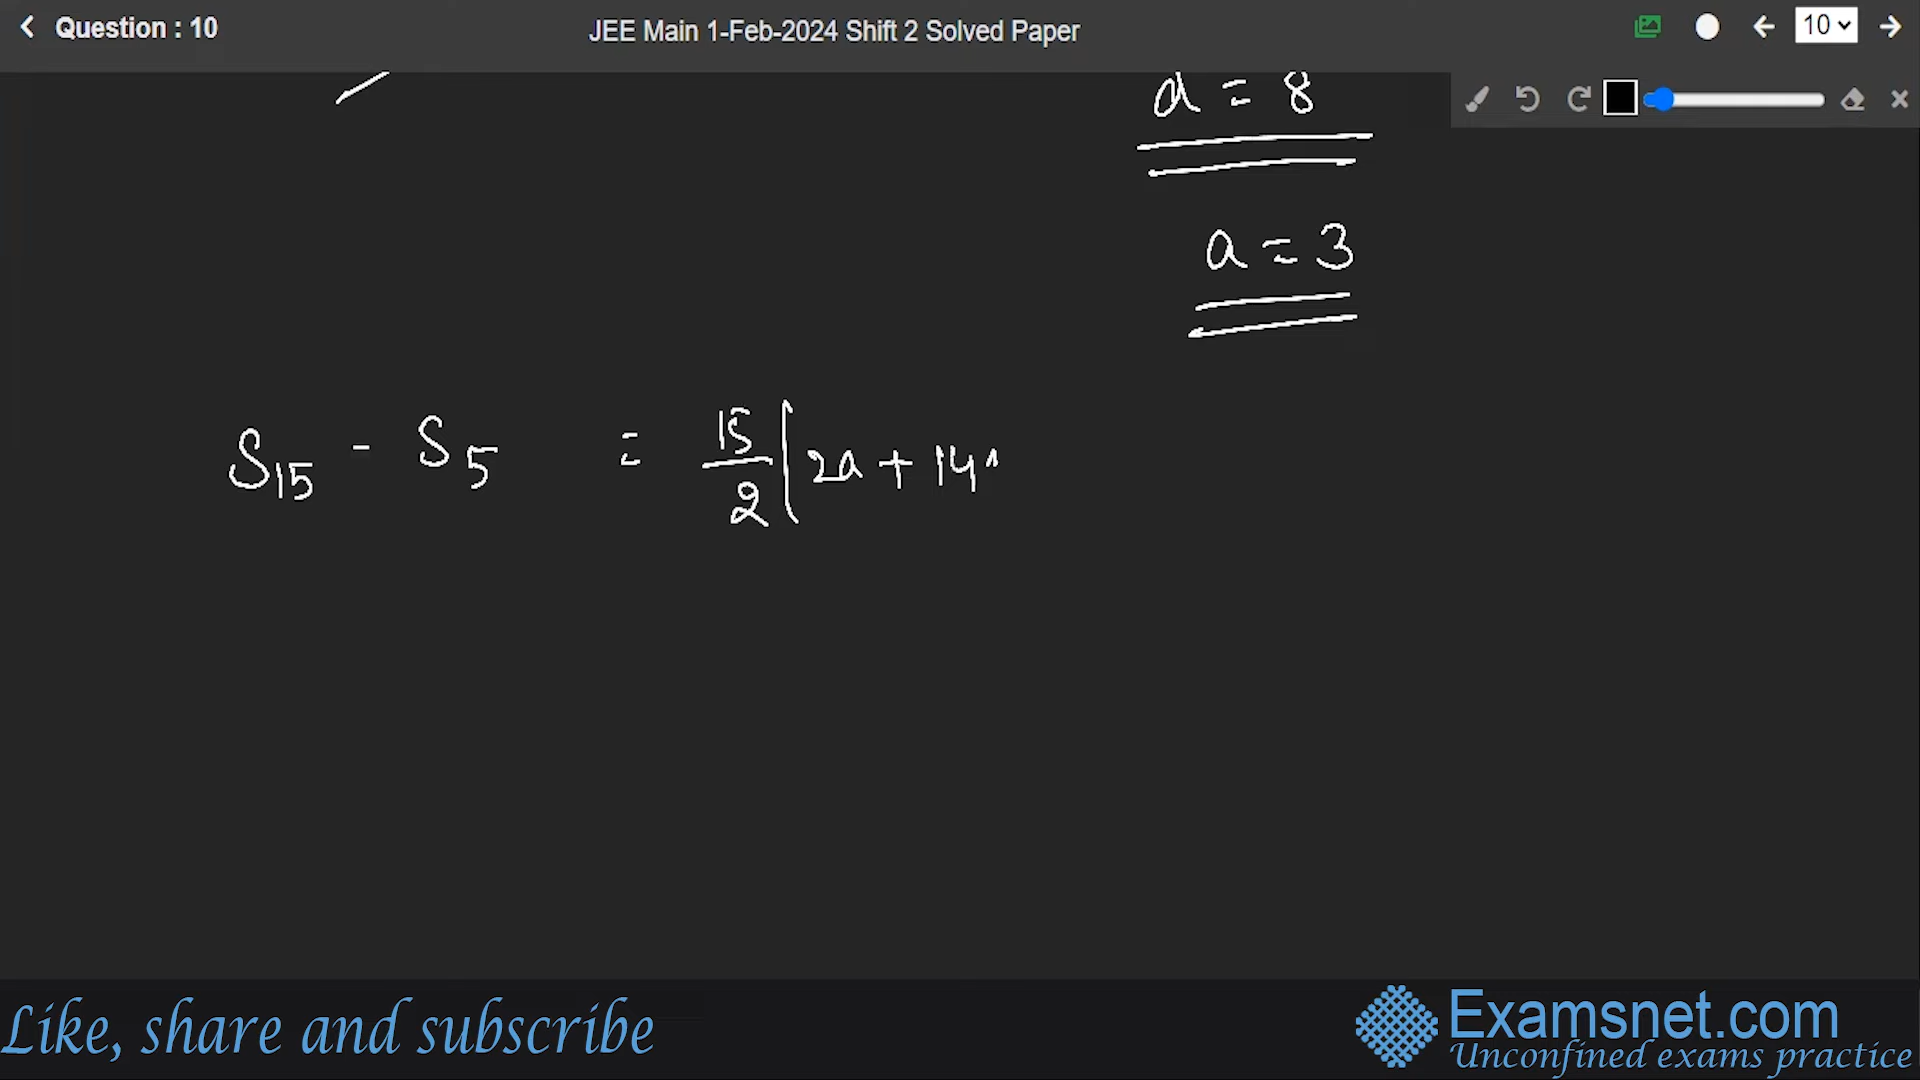 Question : 10
JEE Main 1-Feb-2024 Shift 2 Solved Paper
10
d = 8
a = 3
S15 - S5 = 15/2 (2a + 14
Like, share and subscribe
Examsnet.com
Unconfined exams practice